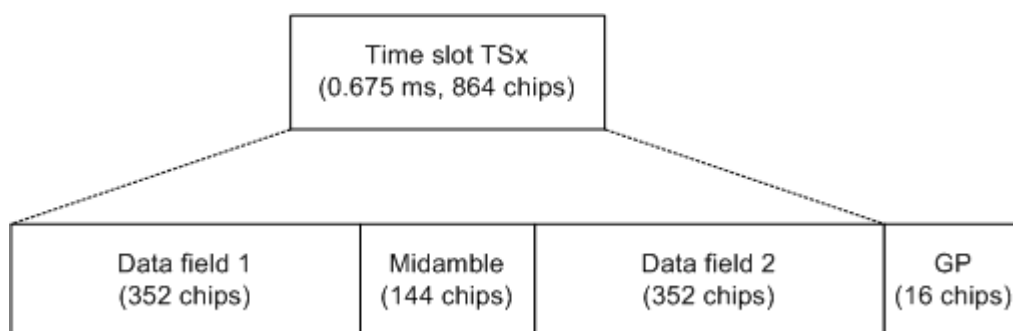 Time slot TSx
(0.675 ms, 864 chips)
Data field 1
(352 chips)
Midamble
(144 chips)
Data field 2
(352 chips)
GP
(16 chips)